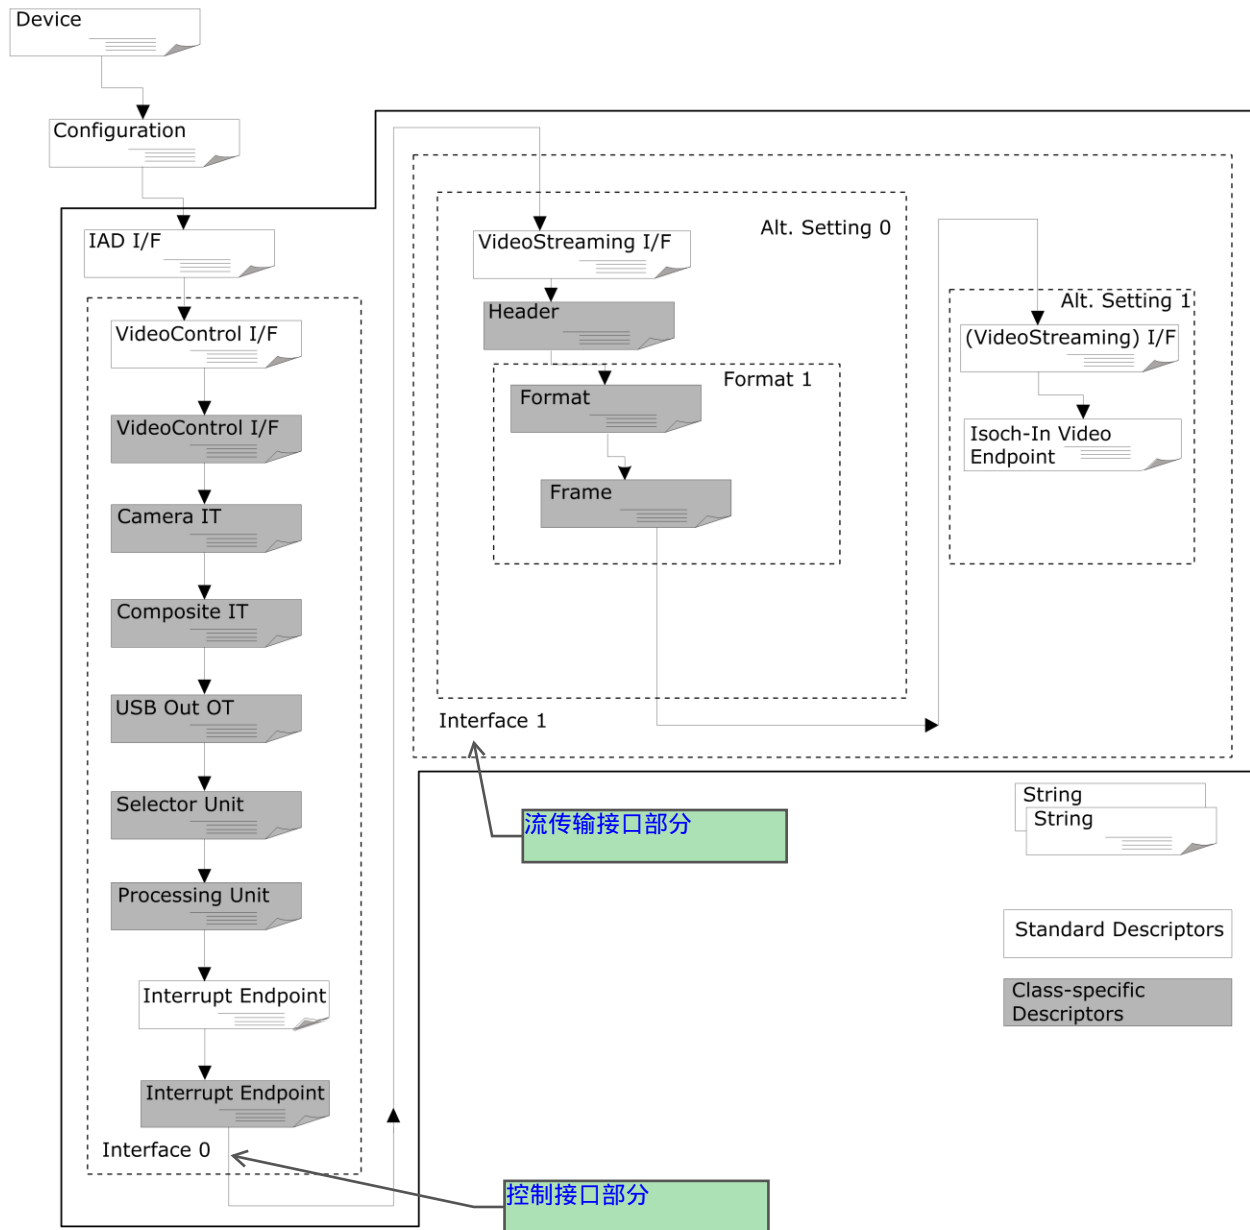 Device
Configuration
IAD I/F
VideoControl I/F
VideoControl I/F
Camera IT
Composite IT
USB Out OT
Selector Unit
Processing Unit
Interrupt Endpoint
Interrupt Endpoint
Interface 0
控制接口部分
VideoStreaming I/F
Alt. Setting 0
Header
Format 1
Format
Frame
Interface 1
流传输接口部分
Alt. Setting 1
(VideoStreaming) I/F
Isoch-In Video
Endpoint
String
String
Standard Descriptors
Class-specific
Descriptors